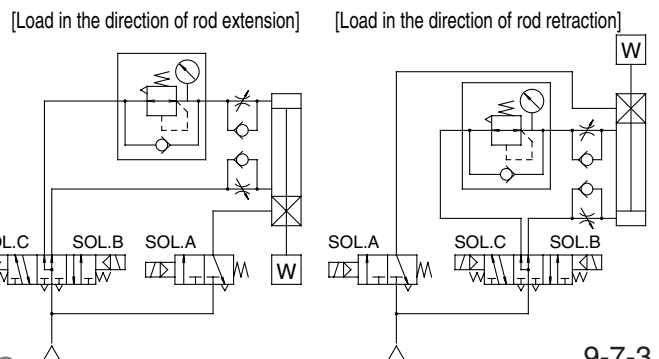 [Load in the direction of rod extension] [Load in the direction of rod retraction]
W
SOL.B SOL.A
W
SOL.A SOL.C SOL.B
9-7-3